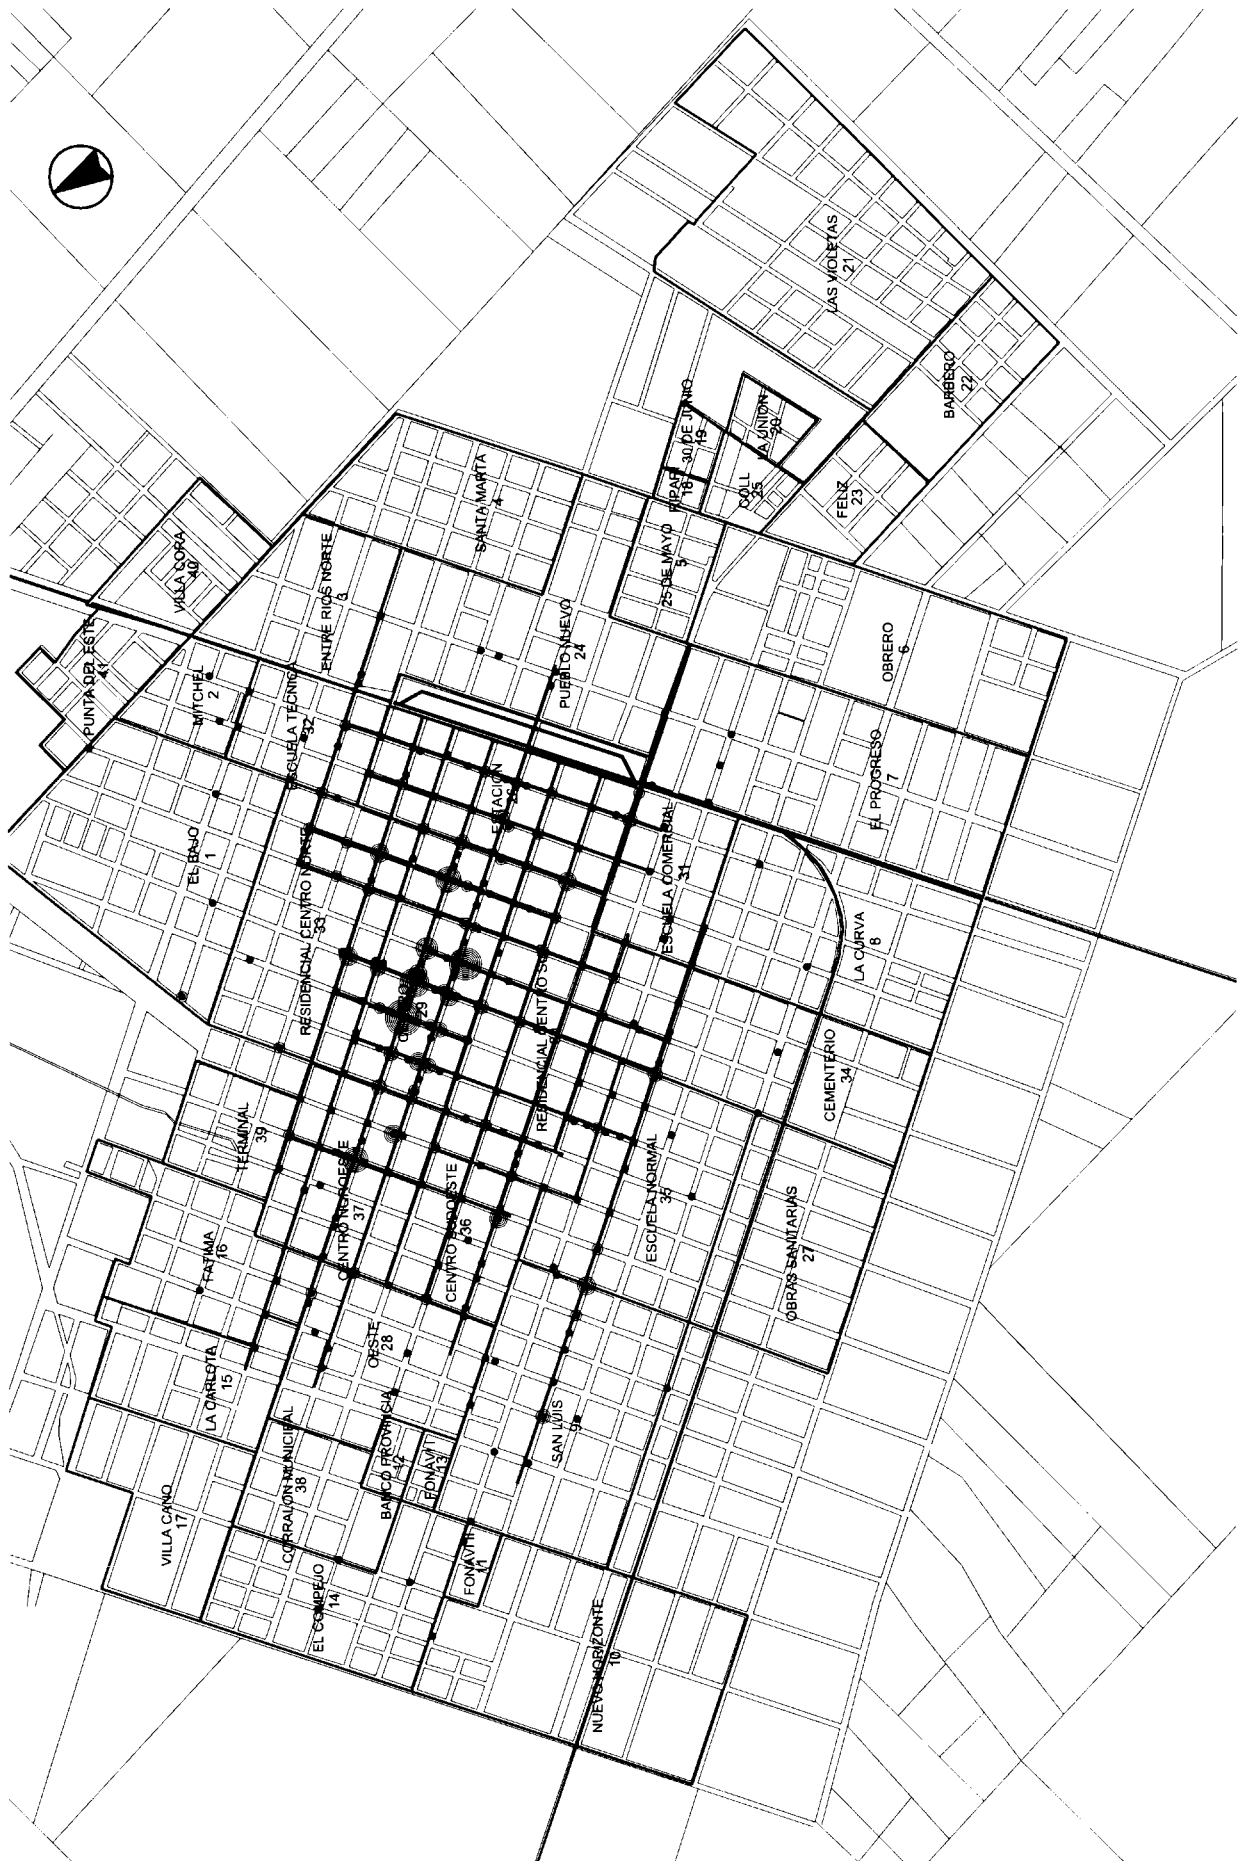 LAS VIOLETAS
21
BARBERO
22
30 DE JUNIO
19
LA UNION
20
18
COLL
25
FELIZ
23
SANTA MARTA
4
25 DE MAYO
5
VILLA CORA
40
ENTRE RIOS NORTE
3
PUEBLO NUEVO
24
OBRERO
6
PUNTA DEL ESTE
41
MITCHEL
2
ESCUELA TECNICA
32
EL PROGRESO
7
ESTACION
26
EL BAJO
1
RESIDENCIAL CENTRO NORTE
33
ESCUELA COMERCIAL
31
LA CURVA
8
29
RESIDENCIAL CENTRO SUR
CEMENTERIO
34
TERMINAL
39
CENTRO NOROESTE
37
CENTRO SUDOESTE
36
ESCUELA NORMAL
35
OBRAS SANITARIAS
27
FATIMA
16
OESTE
28
LA CARLOTA
15
SAN LUIS
9
BANCO PROVINCIA
12
FONAVI I
13
CORRALON MUNICIPAL
38
VILLA CANO
17
FONAVI II
11
EL COMPEJO
14
NUEVO HORIZONTE
10